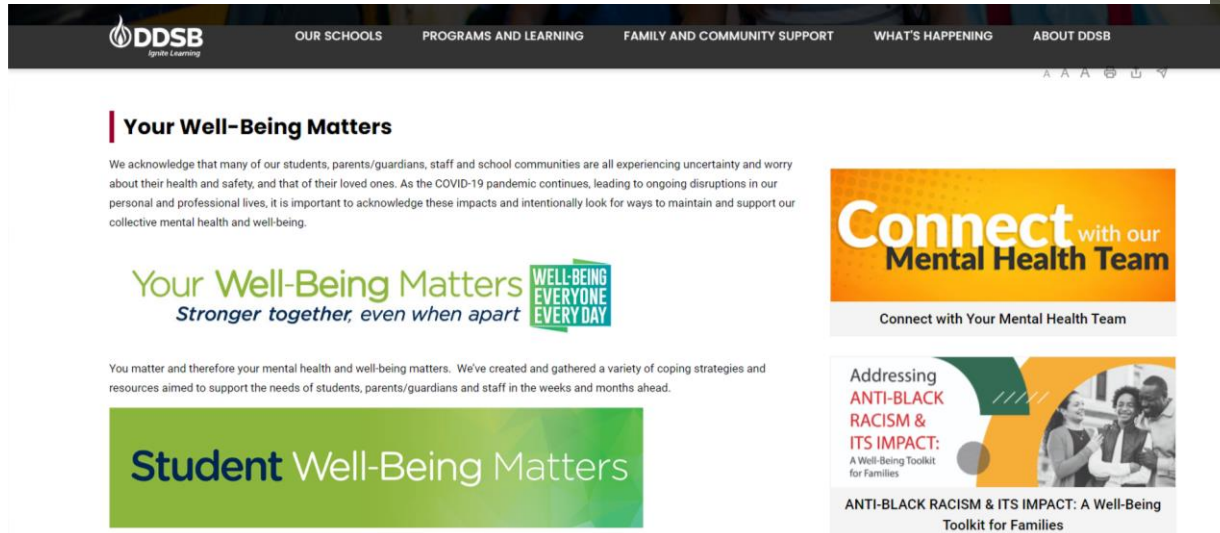 DDSB
Ignite Learning
OUR SCHOOLS
PROGRAMS AND LEARNING
FAMILY AND COMMUNITY SUPPORT
WHAT'S HAPPENING
ABOUT DDSB
A A A
Your Well-Being Matters
We acknowledge that many of our students, parents/guardians, staff and school communities are all experiencing uncertainty and worry
about their health and safety, and that of their loved ones. As the COVID-19 pandemic continues, leading to ongoing disruptions in our
personal and professional lives, it is important to acknowledge these impacts and intentionally look for ways to maintain and support our
collective mental health and well-being.
Your Well-Being Matters
Stronger together, even when apart
WELL-BEING
EVERYONE
EVERY DAY
You matter and therefore your mental health and well-being matters. We've created and gathered a variety of coping strategies and
resources aimed to support the needs of students, parents/guardians and staff in the weeks and months ahead.
Student Well-Being Matters
Connect with our
Mental Health Team
Connect with Your Mental Health Team
Addressing
ANTI-BLACK
RACISM &
ITS IMPACT:
A Well-Being Toolkit
for Families
ANTI-BLACK RACISM & ITS IMPACT: A Well-Being
Toolkit for Families